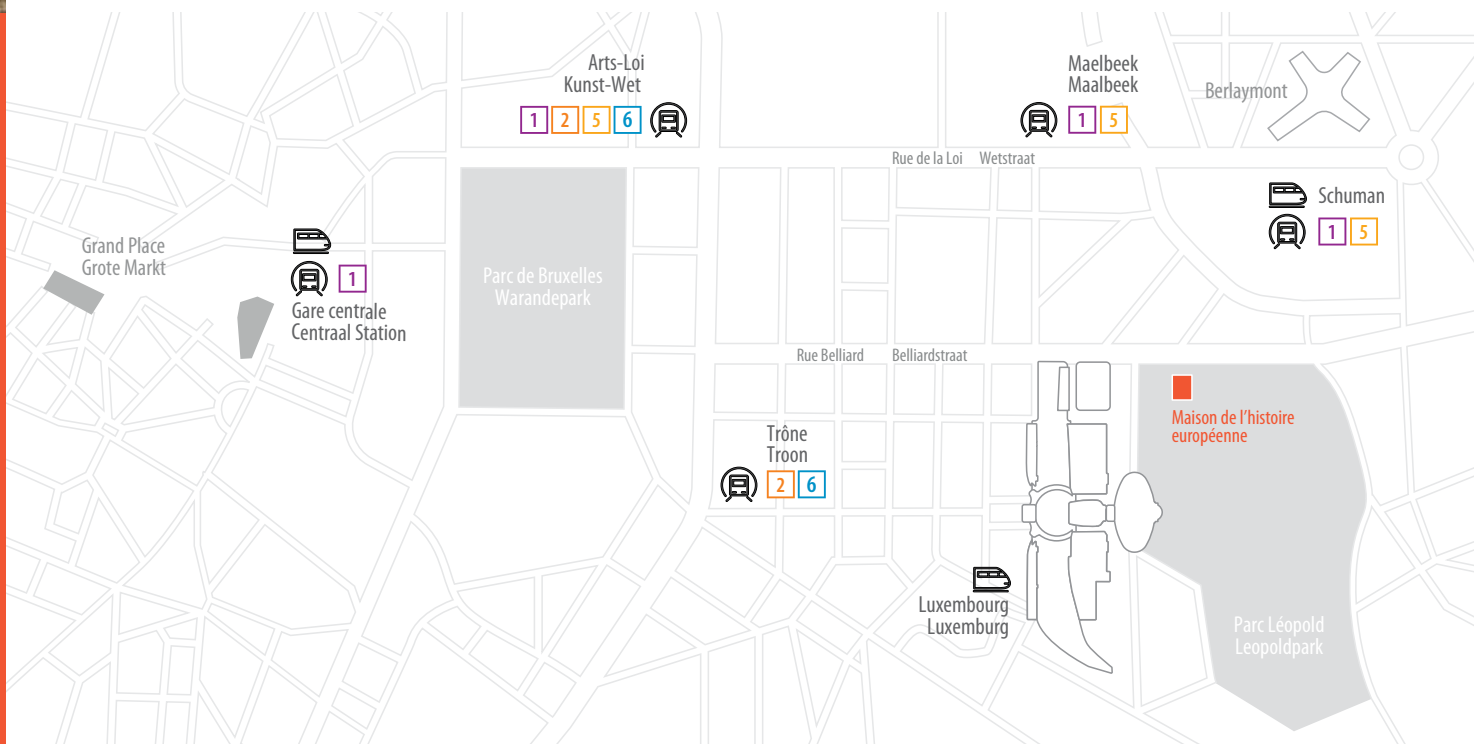 Arts-Loi
Kunst-Wet
1 2 5 6
Maelbeek
Maalbeek
1 5
Berlaymont
Rue de la Loi Wetstraat
Schuman
1 5
Grand Place
Grote Markt
1
Gare centrale
Centraal Station
Parc de Bruxelles
Warandepark
Rue Belliard Belliardstraat
Maison de l’histoire
européenne
Trône
Troon
2 6
Luxembourg
Luxemburg
Parc Léopold
Leopoldpark